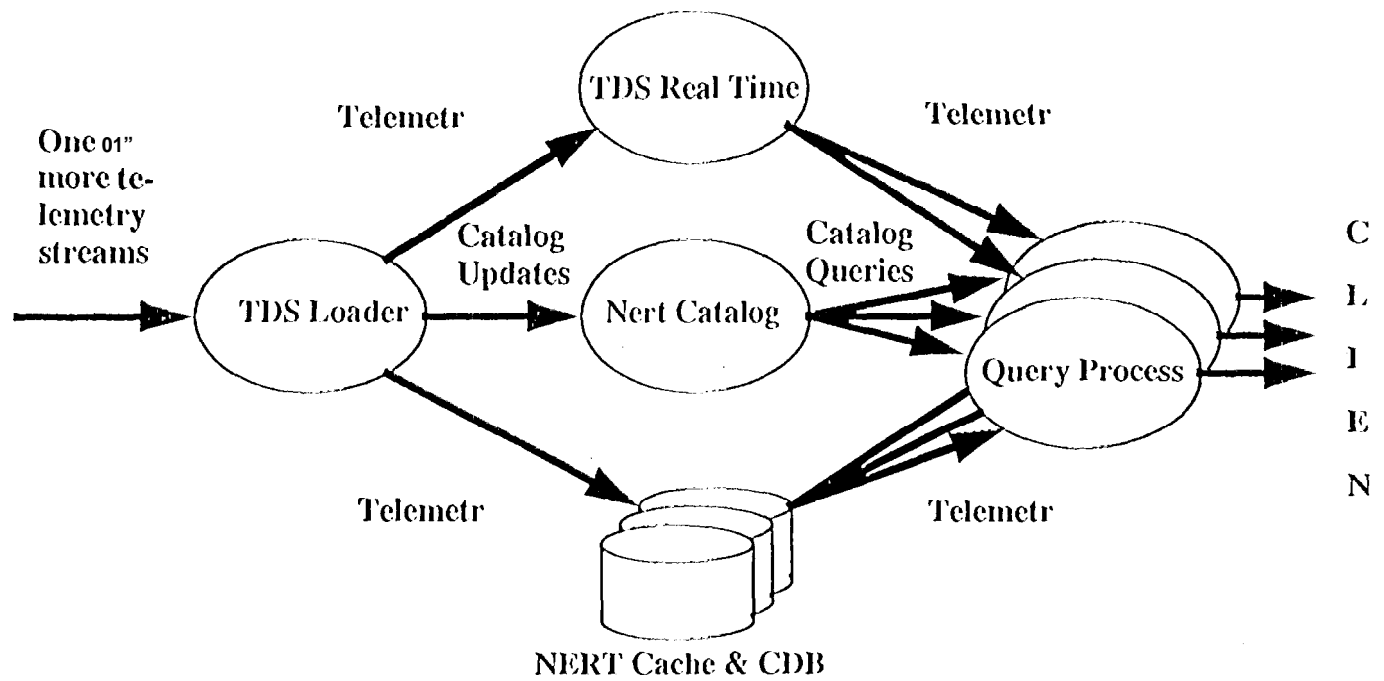 TDS Real Time
Telemetr
Telemetr
One 01"
more te-
lemetry
streams
Catalog
Updates
Catalog
Queries
TDS Loader
Nert Catalog
Query Process
C
L
I
E
N
Telemetr
Telemetr
NERT Cache & CDB